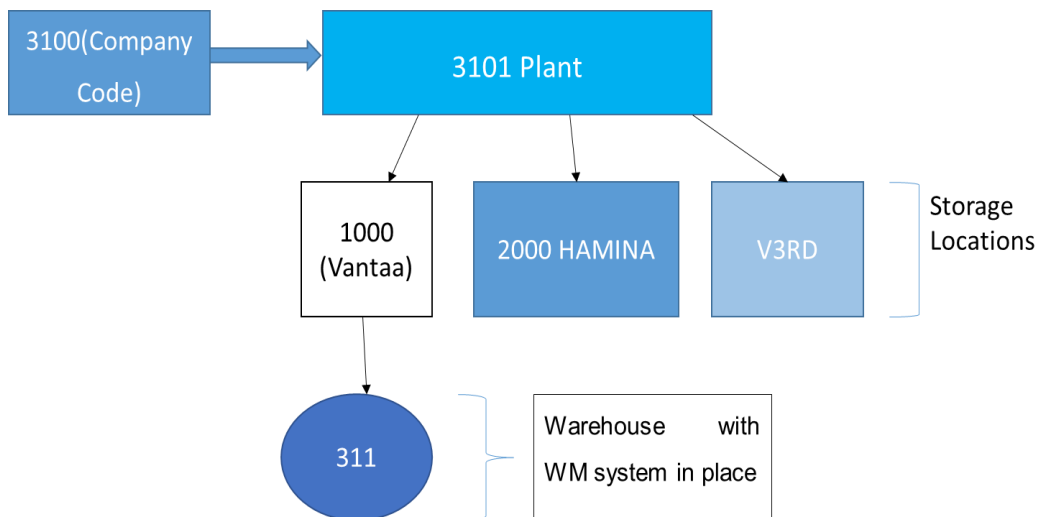 3100(Company
Code)
3101 Plant
1000
(Vantaa)
2000 HAMINA
V3RD
Storage
Locations
311
Warehouse with
WM system in place